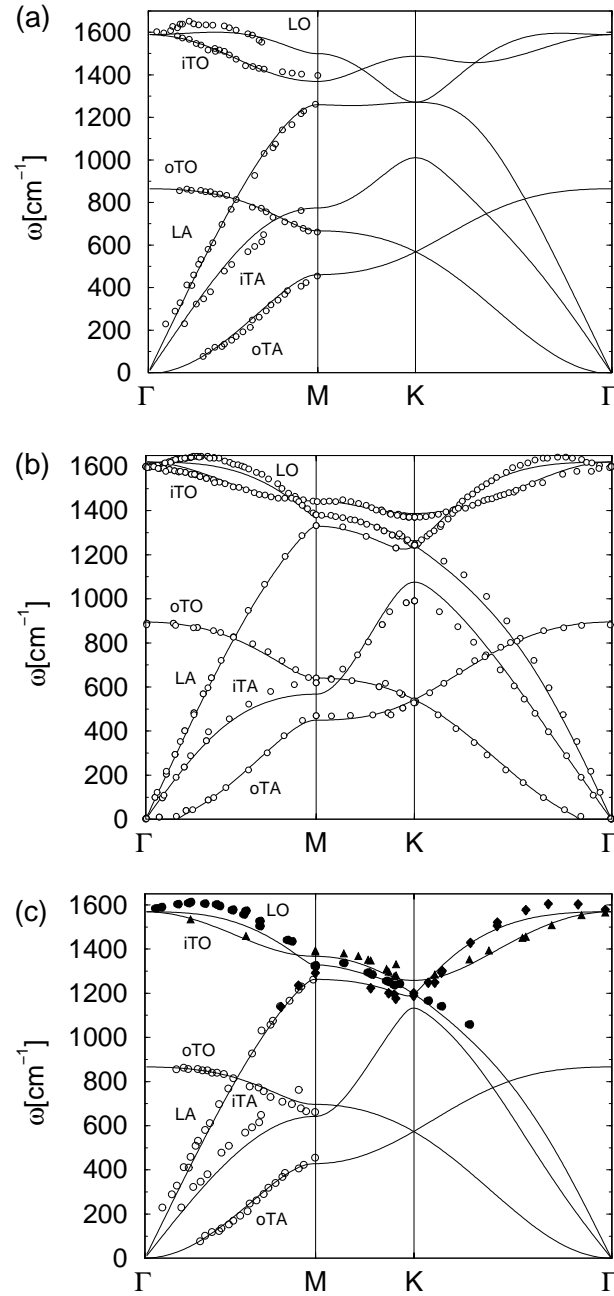 (a)
1600
LO
iTO
1400
1200
1000
oTO
800
ω[cm⁻¹]
LA
600
iTA
400
200
oTA
0
Γ M K Γ
(b)
1600
LO
iTO
1400
1200
1000
oTO
800
ω[cm⁻¹]
LA
iTA
600
400
200
oTA
0
Γ M K Γ
(c)
1600
LO
iTO
1400
1200
1000
oTO
800
ω[cm⁻¹]
LA
iTA
600
400
200
oTA
0
Γ M K Γ